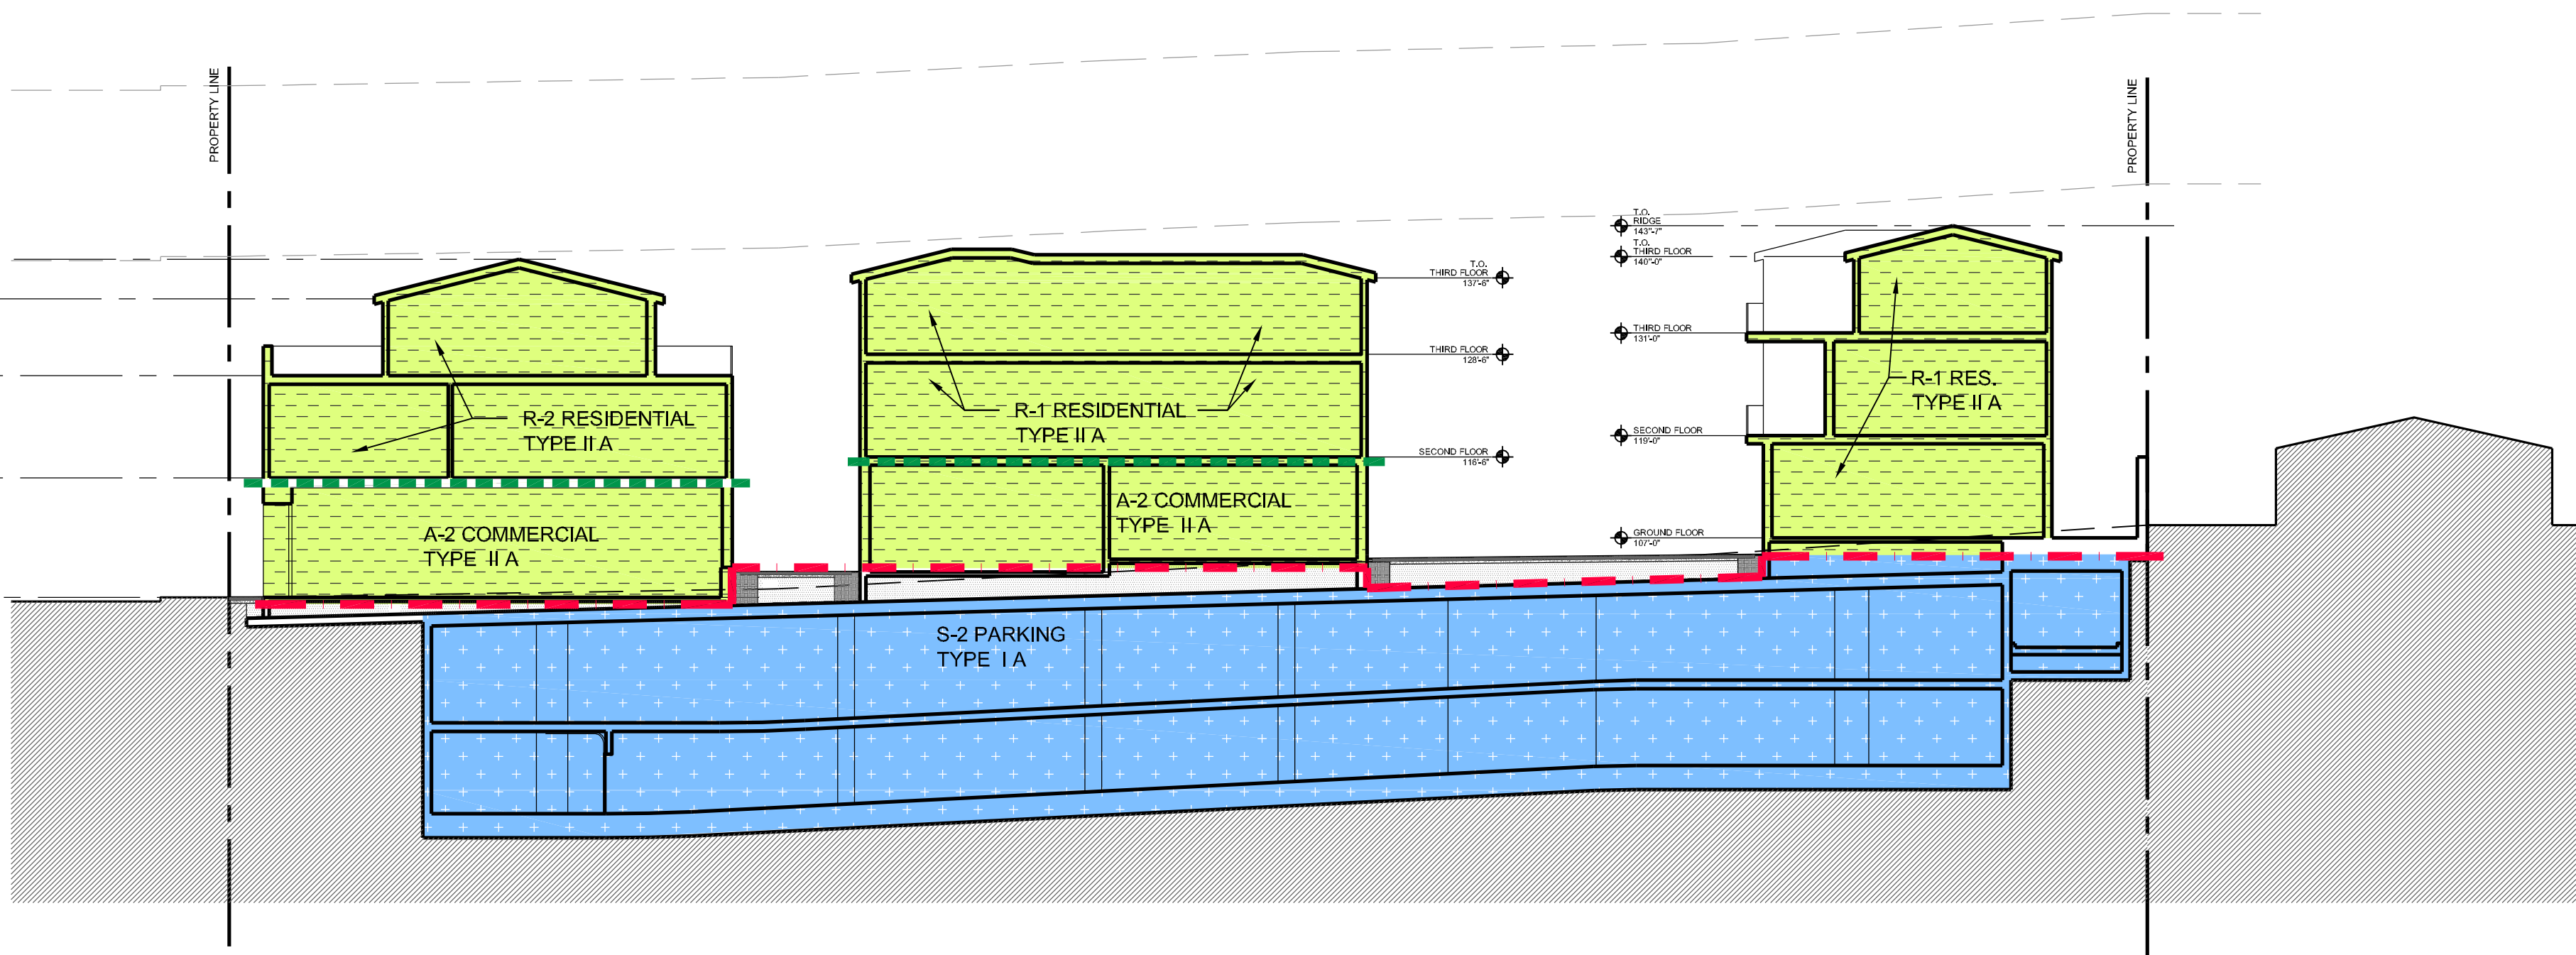 PROPERTY LINE
PROPERTY LINE
T.O.
RIDGE
143'-7"
T.O.
THIRD FLOOR
140'-0"
T.O.
THIRD FLOOR
137'-6"
THIRD FLOOR
131'-0"
THIRD FLOOR
128'-6"
R-2 RESIDENTIAL
TYPE II A
R-1 RESIDENTIAL
TYPE II A
R-1 RES.
TYPE II A
SECOND FLOOR
119'-0"
SECOND FLOOR
116'-6"
A-2 COMMERCIAL
TYPE II A
A-2 COMMERCIAL
TYPE II A
GROUND FLOOR
107'-0"
S-2 PARKING
TYPE I A